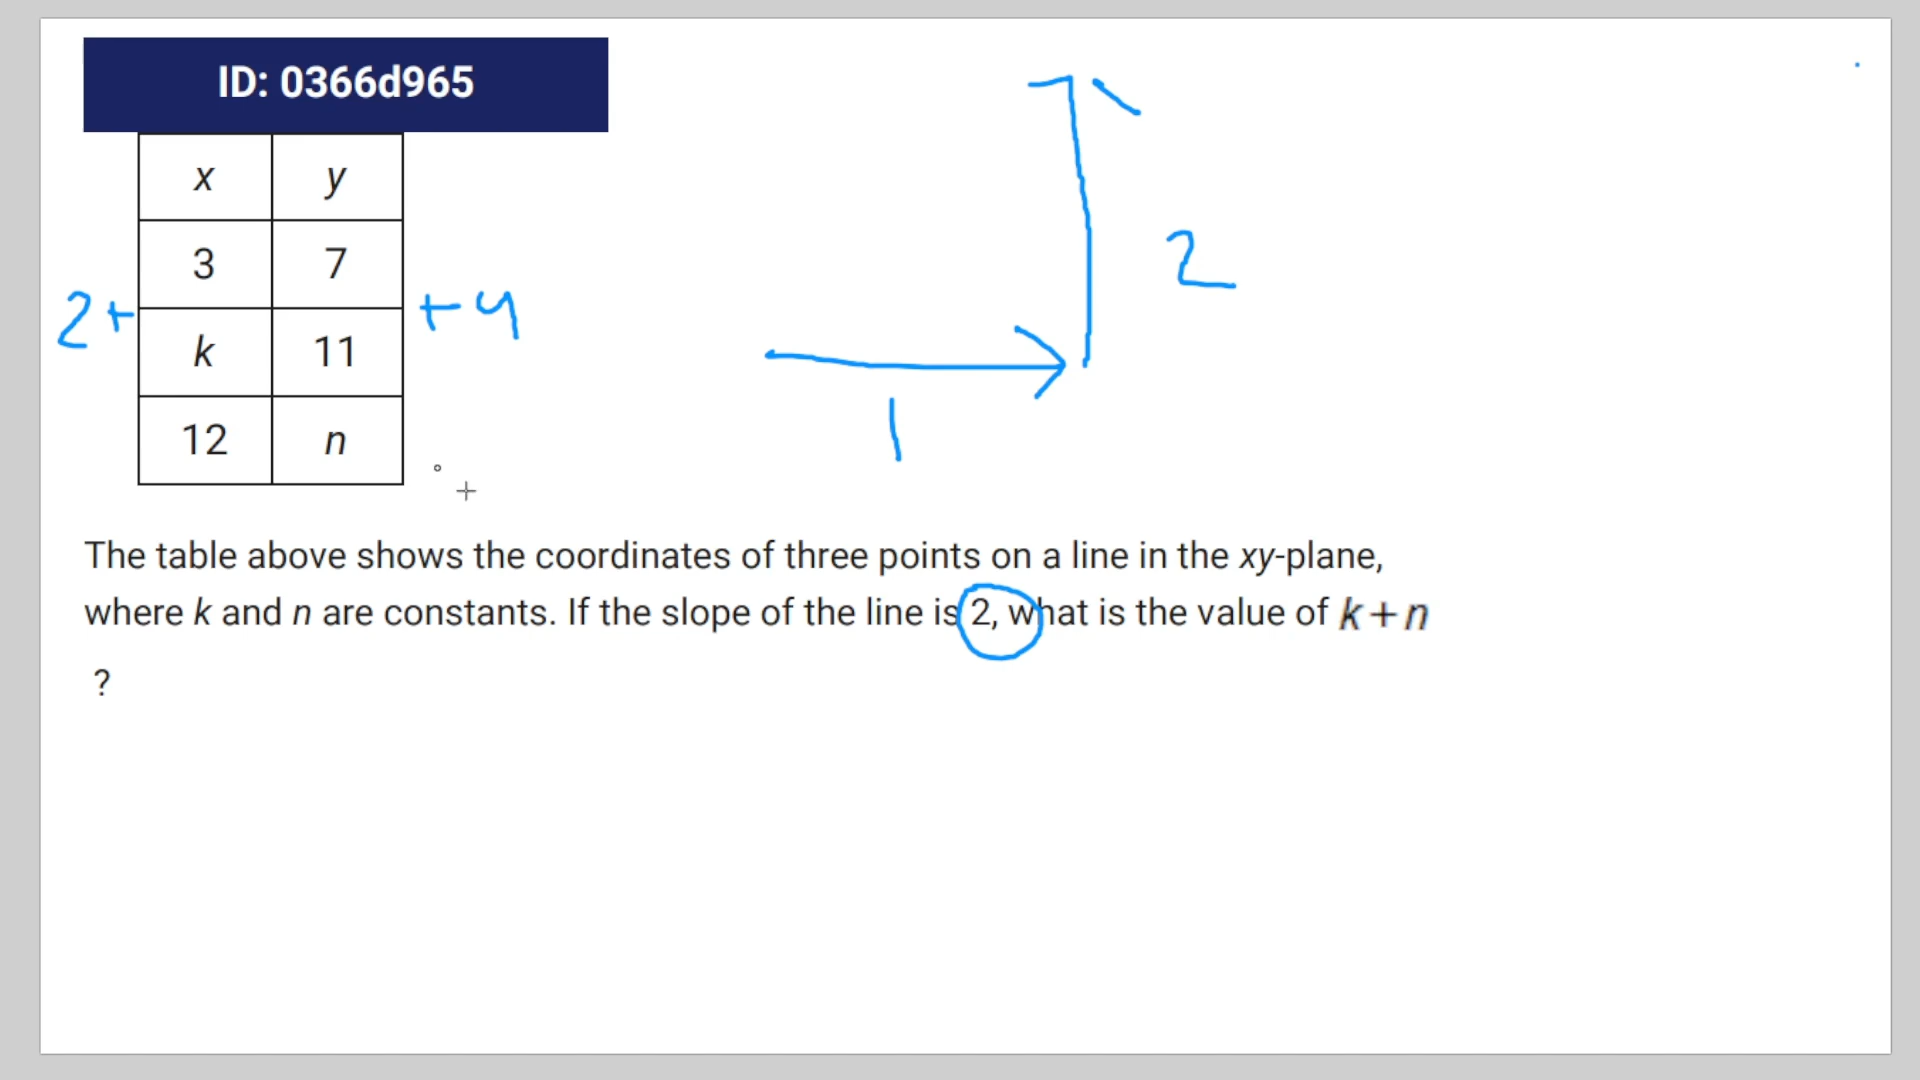 ID: 0366d965
x y
3 7
2+ +4
k 11
12 n
1
2
The table above shows the coordinates of three points on a line in the xy-plane,
where k and n are constants. If the slope of the line is 2, what is the value of k+n
?